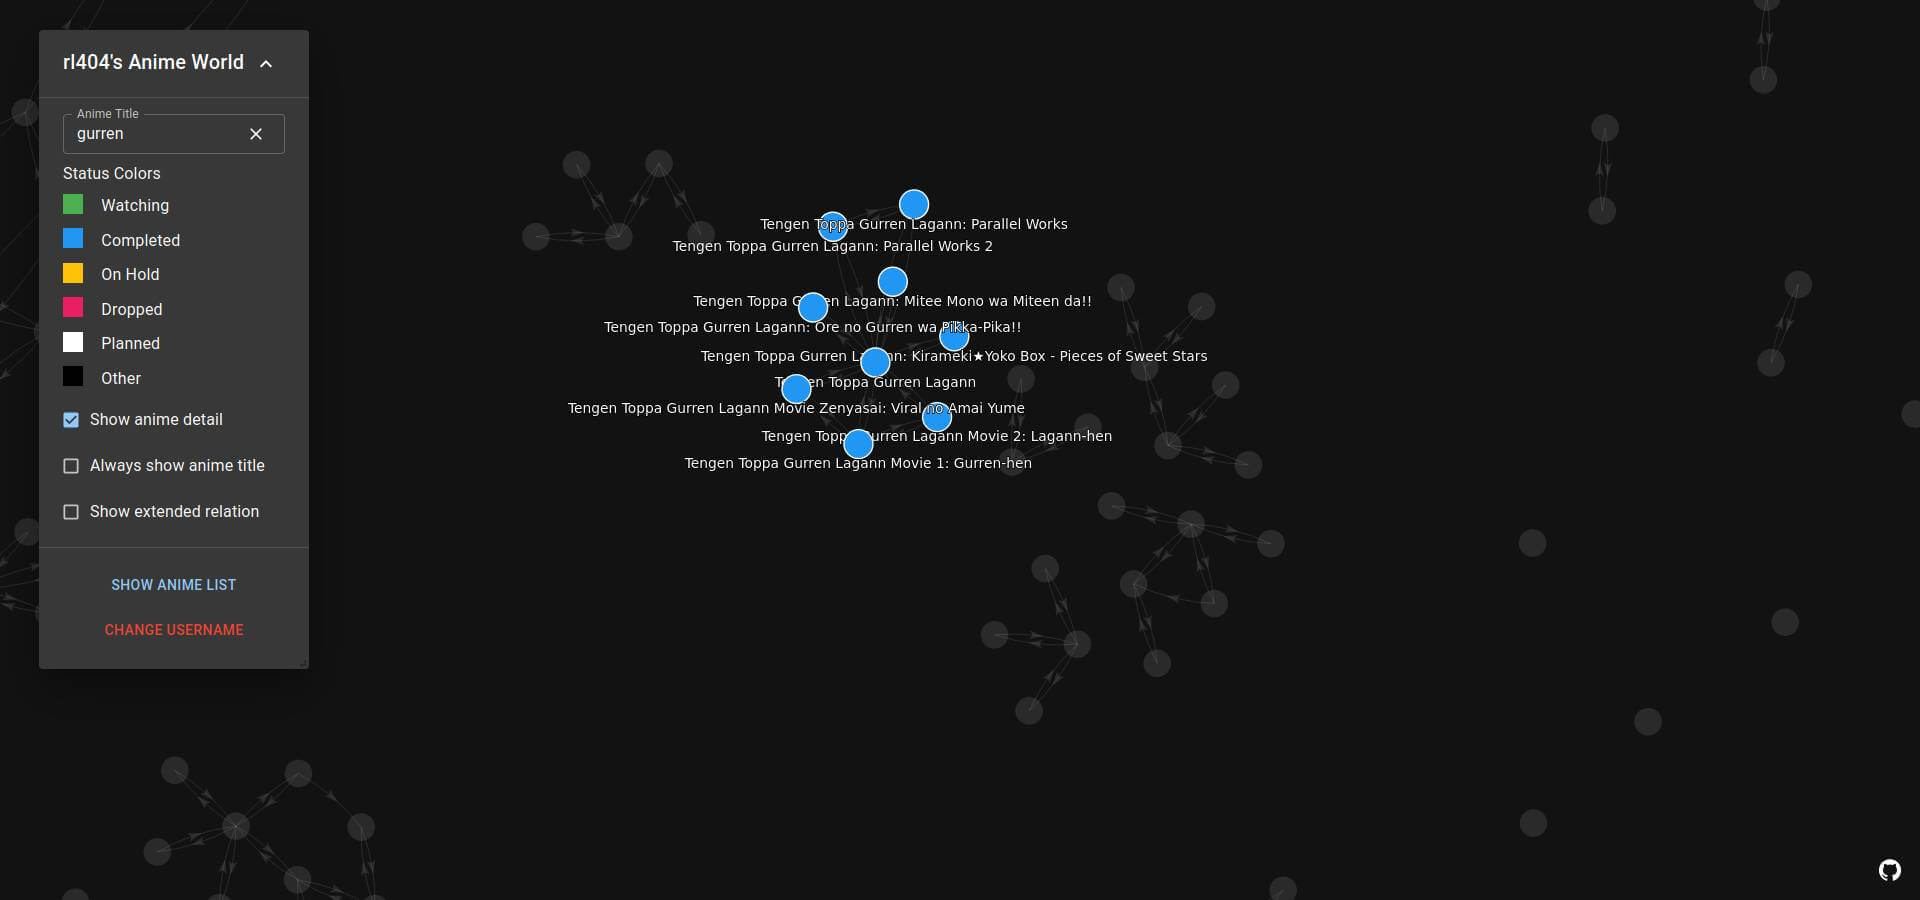 rl404's Anime World
Anime Title
gurren
Status Colors
Watching
Completed
On Hold
Dropped
Planned
Other
Show anime detail
Always show anime title
Show extended relation
SHOW ANIME LIST
CHANGE USERNAME
Tengen Toppa Gurren Lagann: Parallel Works
Tengen Toppa Gurren Lagann: Parallel Works 2
Tengen Toppa Gurren Lagann: Mitee Mono wa Miteen da!!
Tengen Toppa Gurren Lagann: Ore no Gurren wa Pikka-Pika!!
Tengen Toppa Gurren Lagann: Kirameki★Yoko Box - Pieces of Sweet Stars
Tengen Toppa Gurren Lagann
Tengen Toppa Gurren Lagann Movie Zenyasai: Viral no Amai Yume
Tengen Toppa Gurren Lagann Movie 2: Lagann-hen
Tengen Toppa Gurren Lagann Movie 1: Gurren-hen